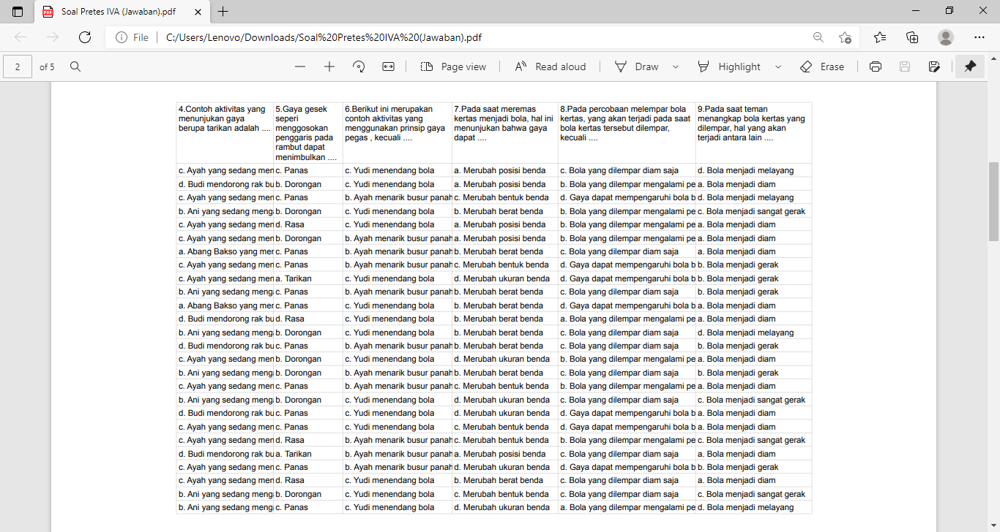 Soal Pretes IVA (Jawaban).pdf
File
C:/Users/Lenovo/Downloads/Soal%20Pretes%20IVA%20(Jawaban).pdf
2 of 5 Page view Read aloud Draw Highlight Erase
4.Contoh aktivitas yang menunjukan gaya berupa tarikan adalah ....
5.Gaya gesek seperi menggosokan penggaris pada rambut dapat menimbulkan ....
6.Berikut ini merupakan contoh aktivitas yang menggunakan prinsip gaya pegas , kecuali ....
7.Pada saat meremas kertas menjadi bola, hal ini menunjukan bahwa gaya dapat ....
8.Pada percobaan melempar bola kertas, yang akan terjadi pada saat bola kertas tersebut dilempar, kecuali ....
9.Pada saat teman menangkap bola kertas yang dilempar, hal yang akan terjadi antara lain ....
c. Ayah yang sedang men c. Panas c. Yudi menendang bola a. Merubah posisi benda c. Bola yang dilempar diam saja d. Bola menjadi melayang
d. Budi mendorong rak bu b. Dorongan c. Yudi menendang bola a. Merubah posisi benda b. Bola yang dilempar mengalami pe a. Bola menjadi diam
c. Ayah yang sedang men c. Panas b. Ayah menarik busur panah c. Merubah bentuk benda d. Gaya dapat mempengaruhi bola b d. Bola menjadi melayang
b. Ani yang sedang meng b. Dorongan c. Yudi menendang bola b. Merubah berat benda b. Bola yang dilempar mengalami pe c. Bola menjadi sangat gerak
c. Ayah yang sedang men d. Rasa c. Yudi menendang bola a. Merubah posisi benda b. Bola yang dilempar mengalami pe a. Bola menjadi diam
c. Ayah yang sedang men b. Dorongan b. Ayah menarik busur panah a. Merubah posisi benda b. Bola yang dilempar mengalami pe a. Bola menjadi diam
a. Abang Bakso yang mer c. Panas b. Ayah menarik busur panah b. Merubah berat benda c. Bola yang dilempar diam saja a. Bola menjadi diam
c. Ayah yang sedang men c. Panas b. Ayah menarik busur panah c. Merubah bentuk benda d. Gaya dapat mempengaruhi bola b b. Bola menjadi gerak
c. Ayah yang sedang men a. Tarikan c. Yudi menendang bola d. Merubah ukuran benda d. Gaya dapat mempengaruhi bola b b. Bola menjadi gerak
b. Ani yang sedang meng c. Panas b. Ayah menarik busur panah b. Merubah berat benda c. Bola yang dilempar diam saja b. Bola menjadi gerak
a. Abang Bakso yang mer c. Panas c. Yudi menendang bola b. Merubah berat benda d. Gaya dapat mempengaruhi bola b a. Bola menjadi diam
d. Budi mendorong rak bu d. Rasa c. Yudi menendang bola b. Merubah berat benda a. Bola yang dilempar mengalami pe a. Bola menjadi diam
b. Ani yang sedang meng b. Dorongan c. Yudi menendang bola b. Merubah berat benda c. Bola yang dilempar diam saja d. Bola menjadi melayang
d. Budi mendorong rak bu c. Panas b. Ayah menarik busur panah b. Merubah berat benda c. Bola yang dilempar diam saja b. Bola menjadi gerak
c. Ayah yang sedang men b. Dorongan c. Yudi menendang bola d. Merubah ukuran benda b. Bola yang dilempar mengalami pe a. Bola menjadi diam
b. Ani yang sedang meng b. Dorongan b. Ayah menarik busur panah b. Merubah berat benda c. Bola yang dilempar diam saja b. Bola menjadi gerak
c. Ayah yang sedang men c. Panas b. Ayah menarik busur panah c. Merubah bentuk benda b. Bola yang dilempar mengalami pe a. Bola menjadi diam
b. Ani yang sedang meng b. Dorongan c. Yudi menendang bola d. Merubah ukuran benda c. Bola yang dilempar diam saja c. Bola menjadi sangat gerak
d. Budi mendorong rak bu c. Panas c. Yudi menendang bola d. Merubah ukuran benda d. Gaya dapat mempengaruhi bola b a. Bola menjadi diam
c. Ayah yang sedang men c. Panas c. Yudi menendang bola c. Merubah bentuk benda d. Gaya dapat mempengaruhi bola b a. Bola menjadi diam
c. Ayah yang sedang men d. Rasa b. Ayah menarik busur panah c. Merubah bentuk benda b. Bola yang dilempar mengalami pe c. Bola menjadi sangat gerak
d. Budi mendorong rak bu a. Tarikan b. Ayah menarik busur panah a. Merubah posisi benda c. Bola yang dilempar diam saja a. Bola menjadi diam
c. Ayah yang sedang men c. Panas b. Ayah menarik busur panah d. Merubah ukuran benda d. Gaya dapat mempengaruhi bola b b. Bola menjadi gerak
c. Ayah yang sedang men d. Rasa c. Yudi menendang bola b. Merubah berat benda c. Bola yang dilempar diam saja a. Bola menjadi diam
b. Ani yang sedang meng b. Dorongan c. Yudi menendang bola c. Merubah bentuk benda c. Bola yang dilempar diam saja c. Bola menjadi sangat gerak
b. Ani yang sedang meng c. Panas c. Yudi menendang bola d. Merubah ukuran benda a. Bola yang dilempar mengalami pe d. Bola menjadi melayang